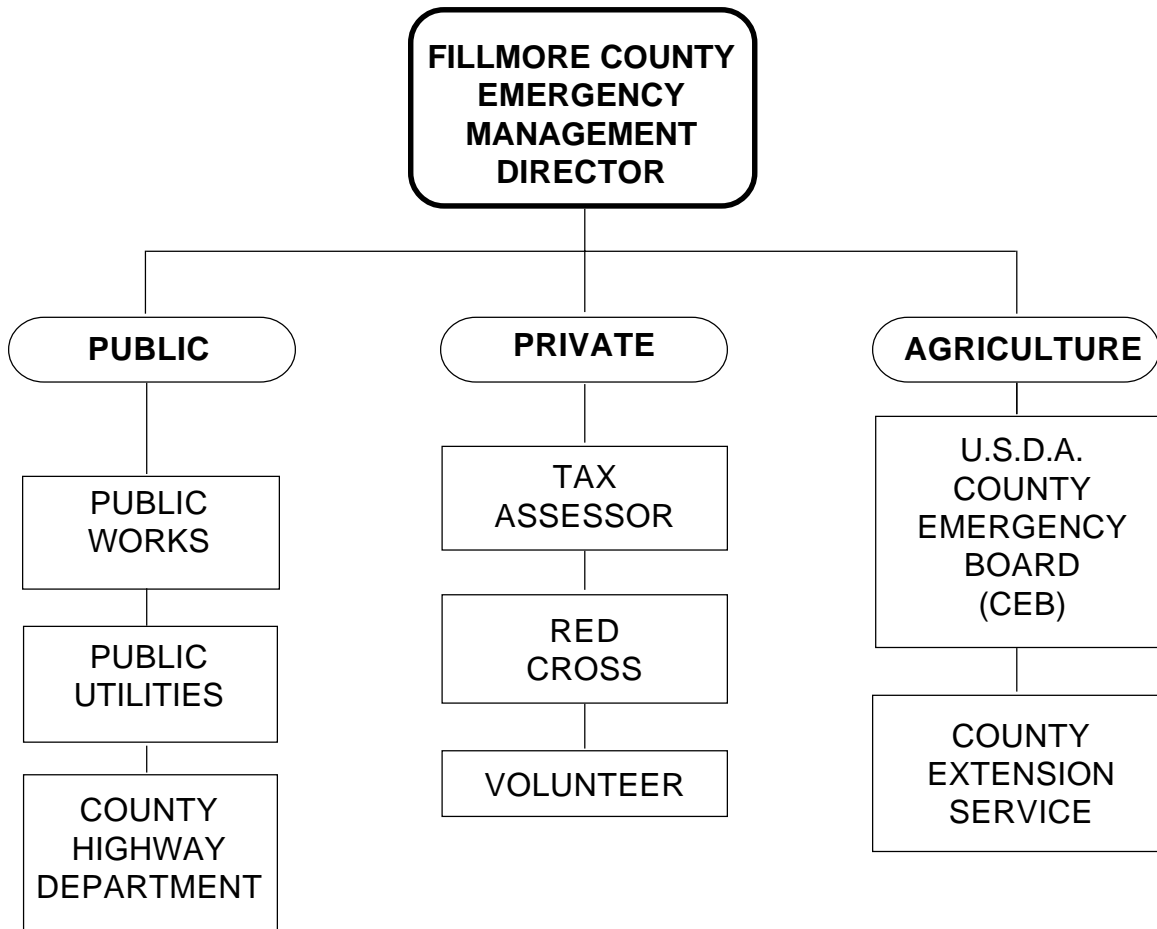 FILLMORE COUNTY
EMERGENCY
MANAGEMENT
DIRECTOR
PUBLIC
PRIVATE
AGRICULTURE
PUBLIC
WORKS
PUBLIC
UTILITIES
COUNTY
HIGHWAY
DEPARTMENT
TAX
ASSESSOR
RED
CROSS
VOLUNTEER
U.S.D.A.
COUNTY
EMERGENCY
BOARD
(CEB)
COUNTY
EXTENSION
SERVICE